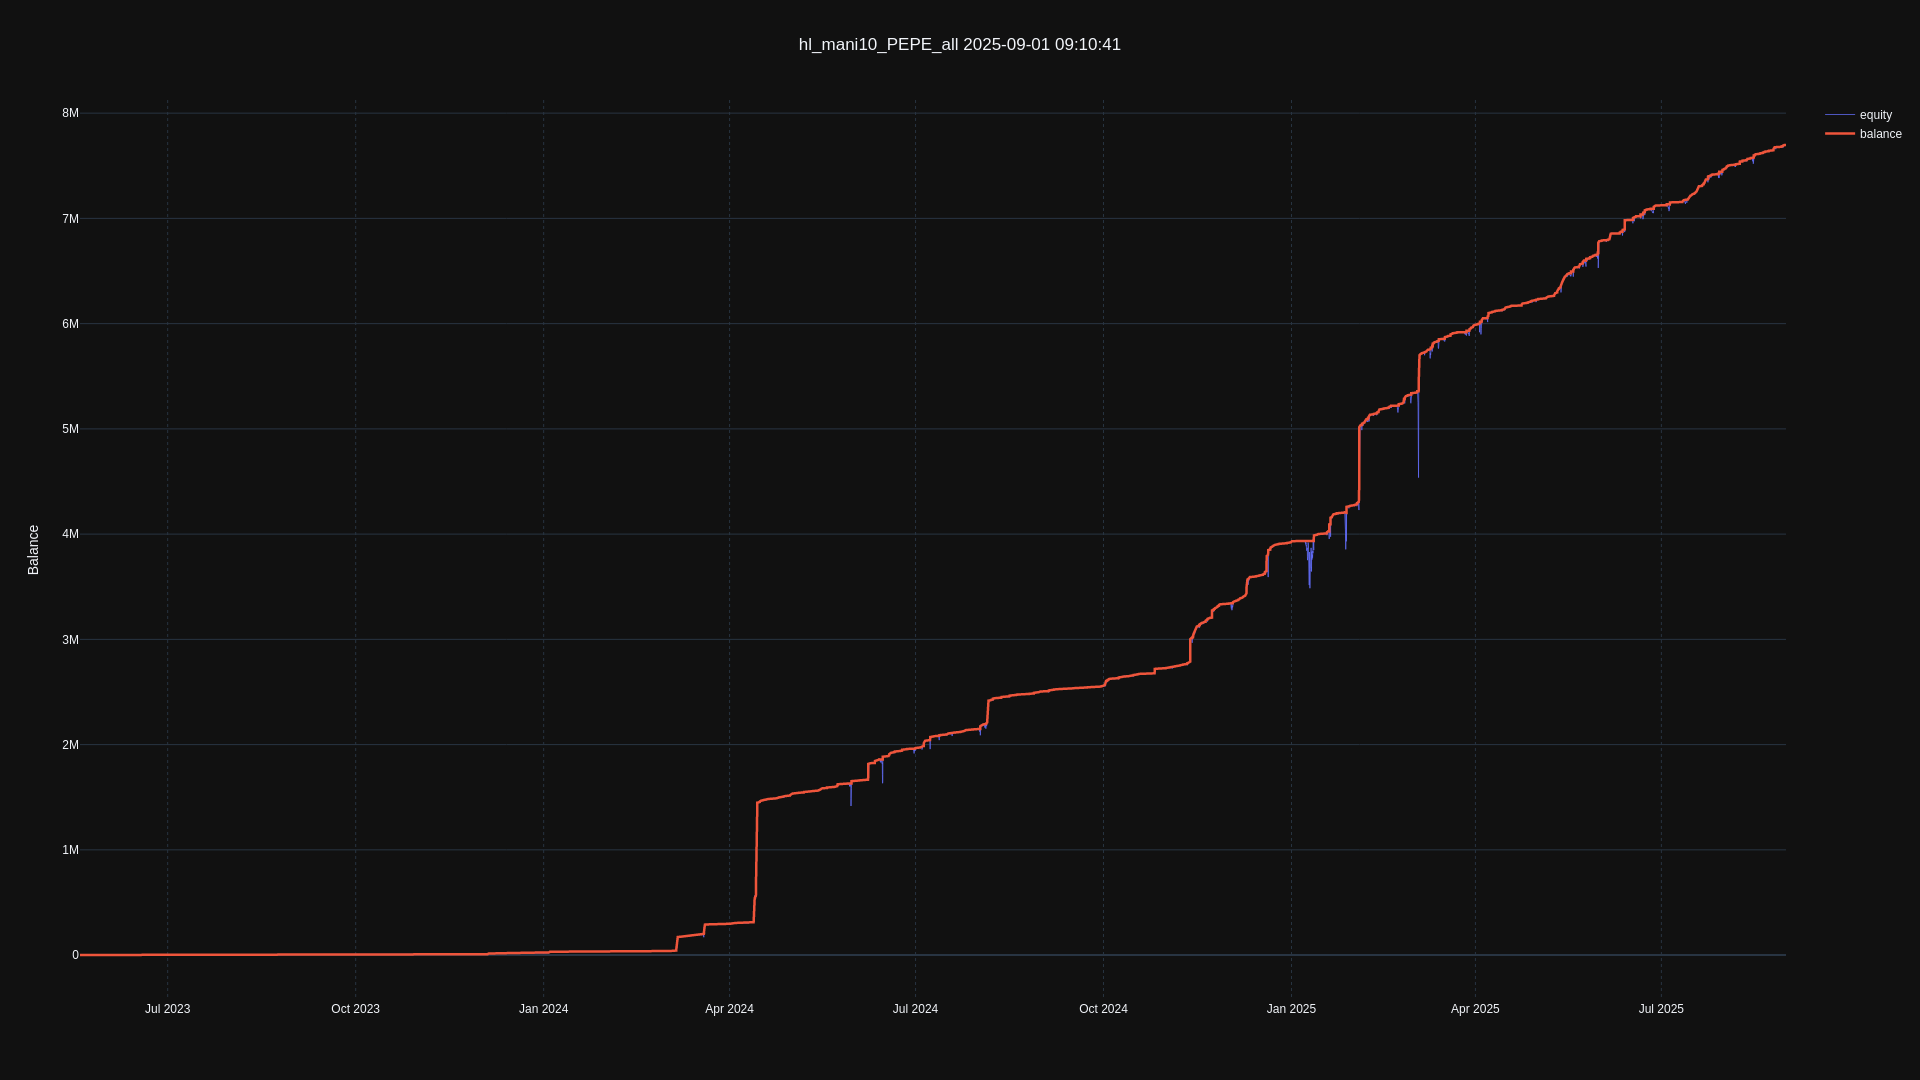 hl_mani10_PEPE_all 2025-09-01 09:10:41
equity
balance
8M
7M
6M
5M
4M
3M
2M
1M
0
Balance
Jul 2023
Oct 2023
Jan 2024
Apr 2024
Jul 2024
Oct 2024
Jan 2025
Apr 2025
Jul 2025